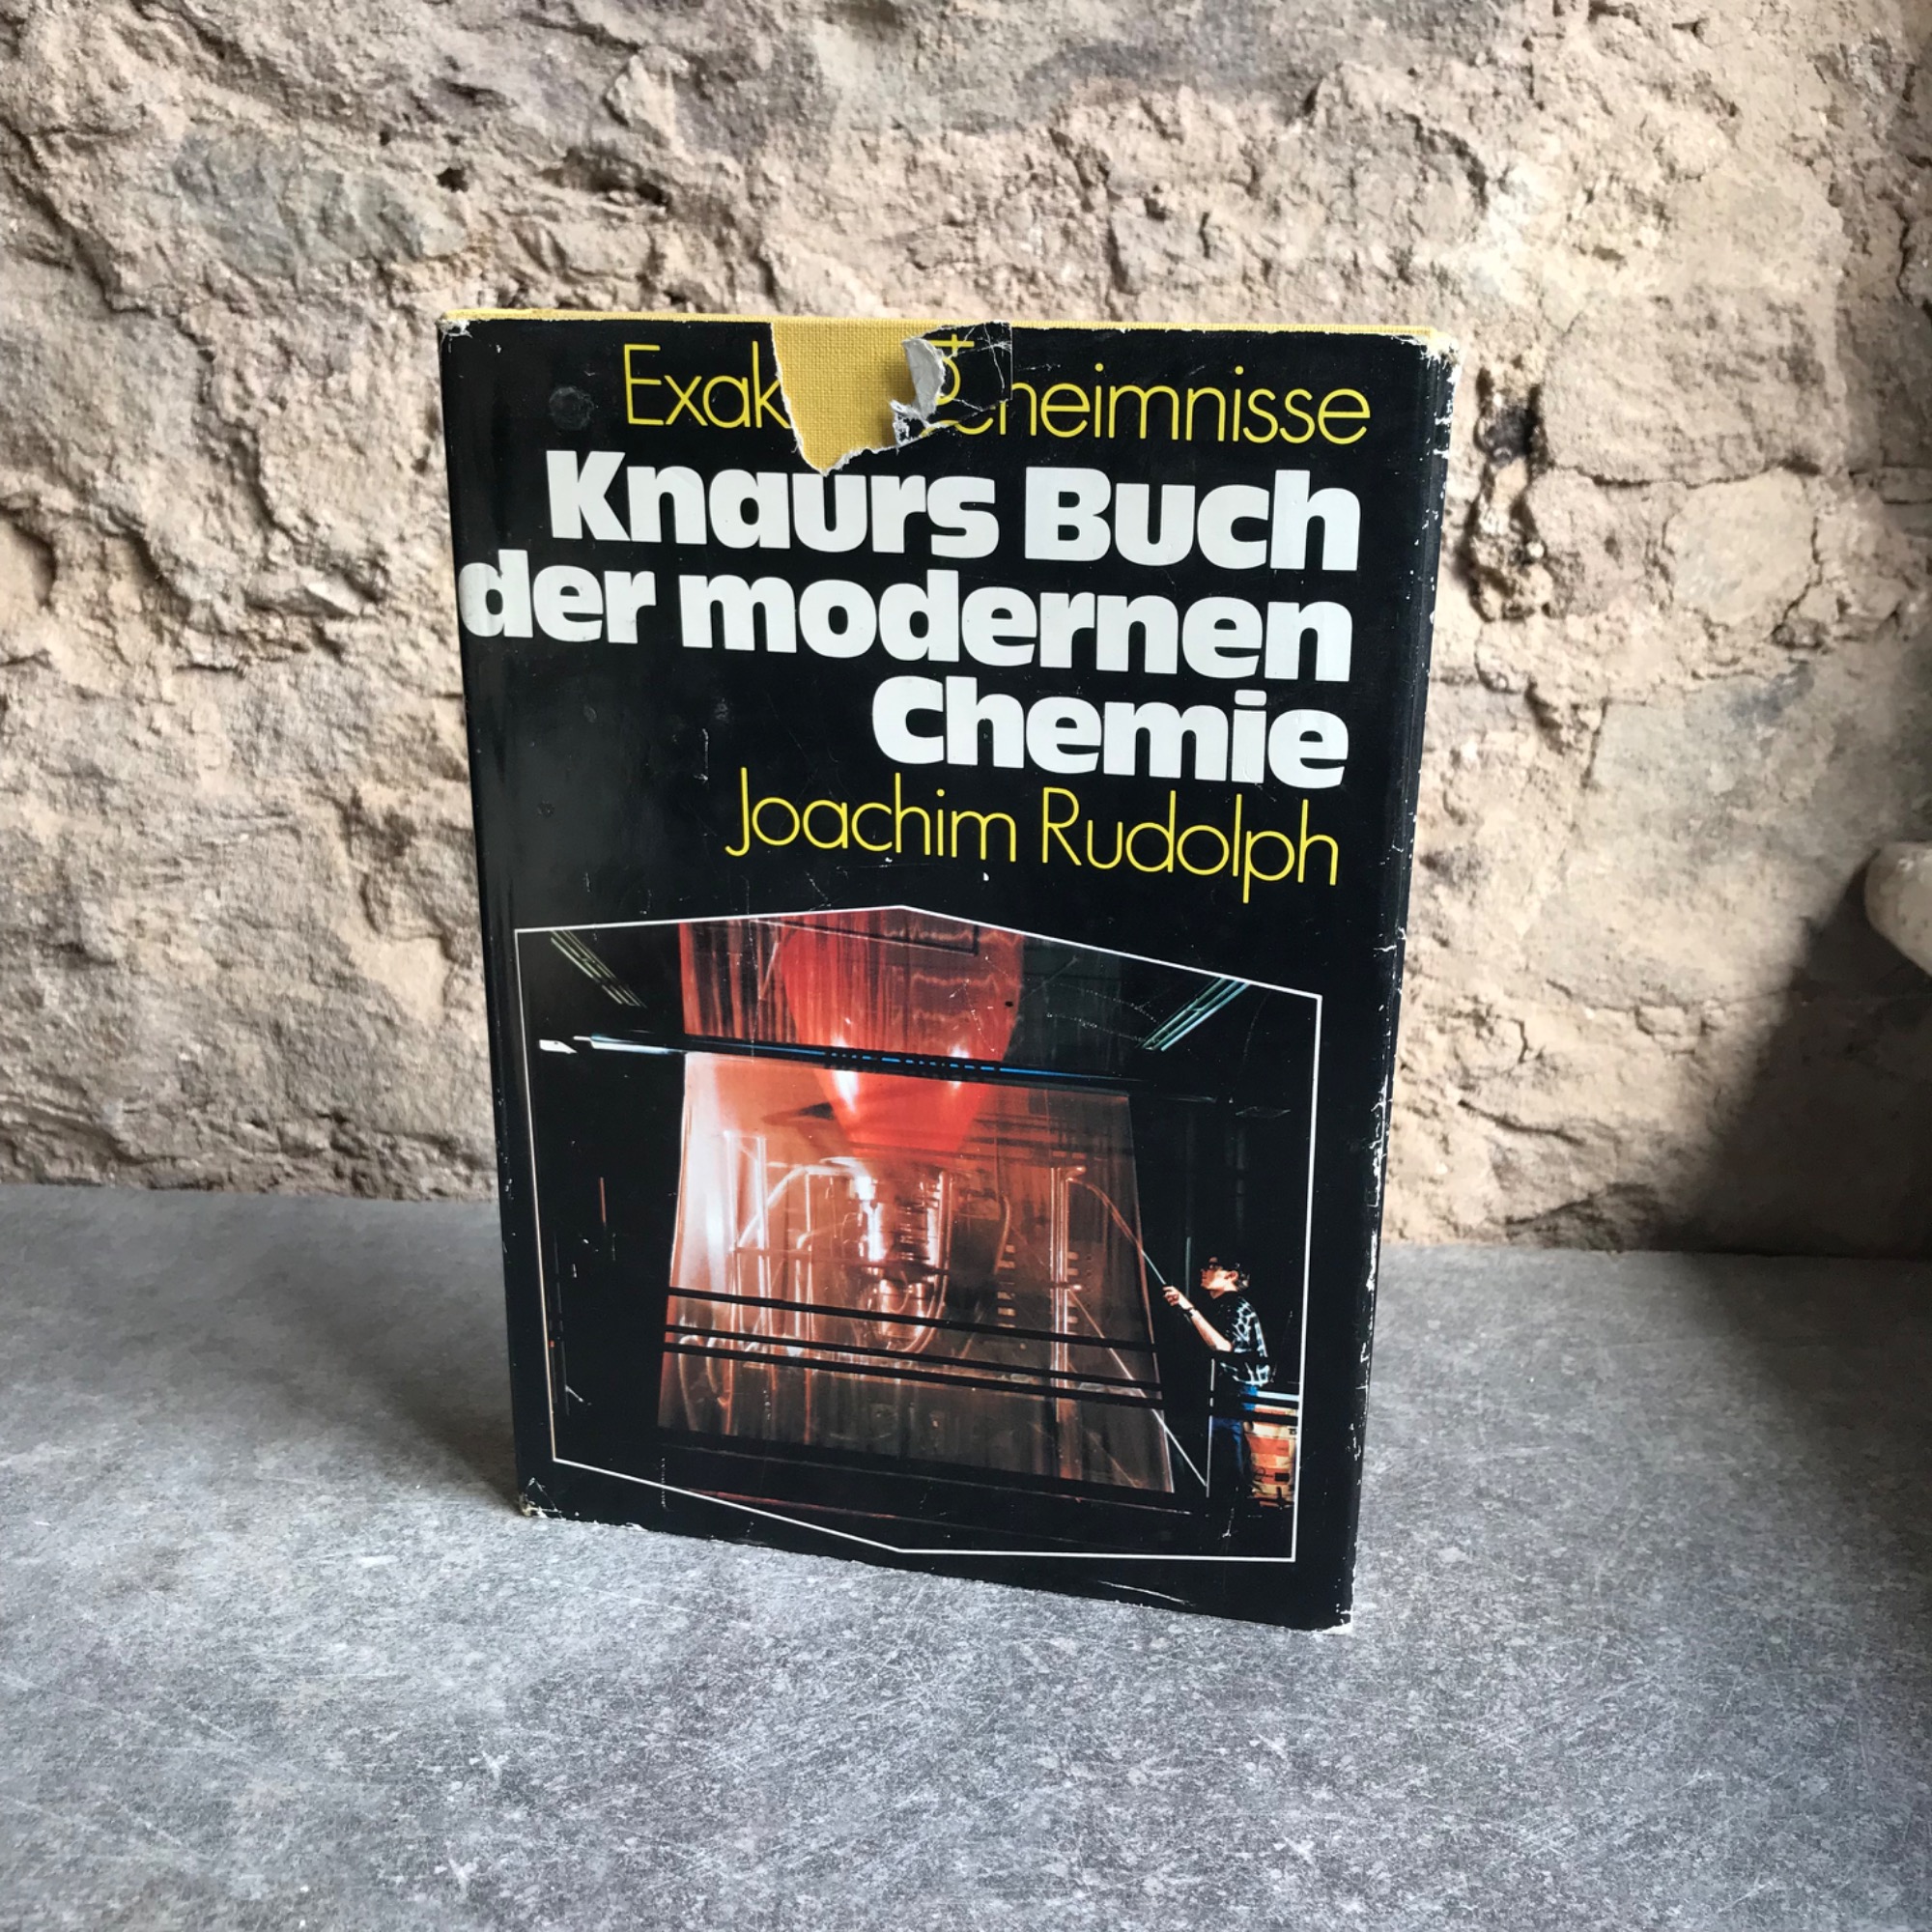 Knaurs Buch
der modernen
Chemie
Joachim Rudolph